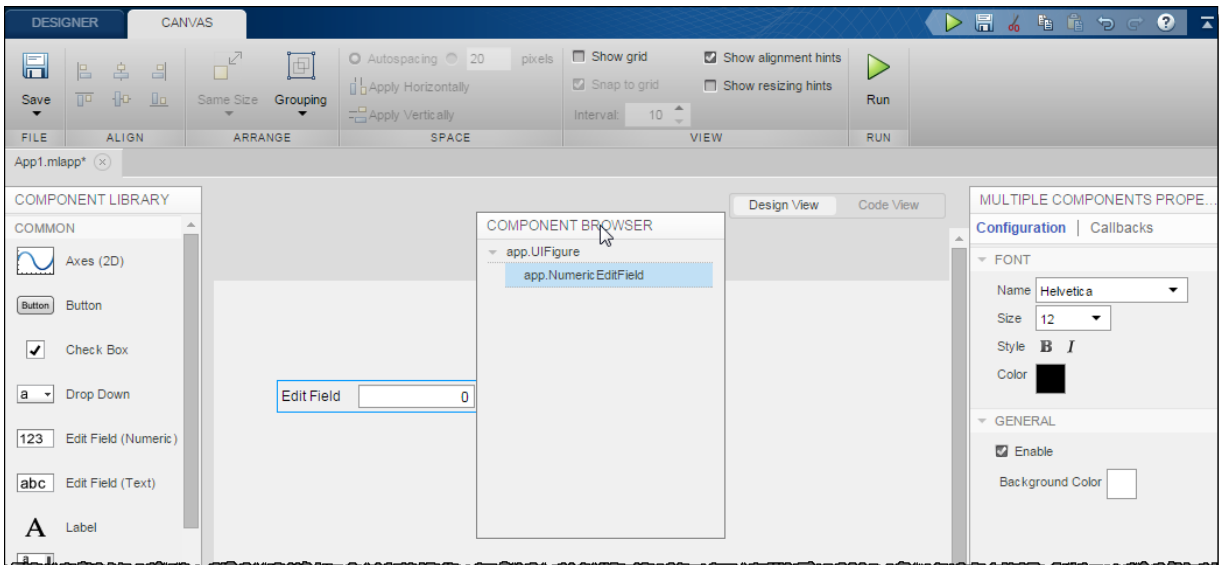 DESIGNER CANVAS
?
Save
Same Size Grouping
Autospacing 20 pixels
Apply Horizontally
Apply Vertically
Show grid Show alignment hints
Snap to grid Show resizing hints
Interval: 10
Run
FILE ALIGN ARRANGE SPACE VIEW RUN
App1.mlapp*
COMPONENT LIBRARY
COMMON
Axes (2D)
Button Button
Check Box
a Drop Down
123 Edit Field (Numeric)
abc Edit Field (Text)
A Label
Design View Code View
COMPONENT BROWSER
app.UIFigure
app.NumericEditField
Edit Field 0
MULTIPLE COMPONENTS PROPE...
Configuration | Callbacks
FONT
Name Helvetica
Size 12
Style B I
Color
GENERAL
Enable
Background Color